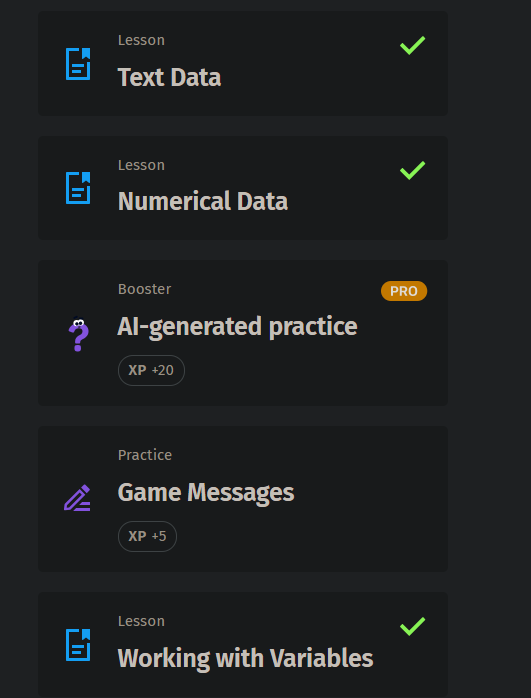 Lesson
Text Data
Lesson
Numerical Data
Booster
PRO
AI-generated practice
XP +20
Practice
Game Messages
XP +5
Lesson
Working with Variables